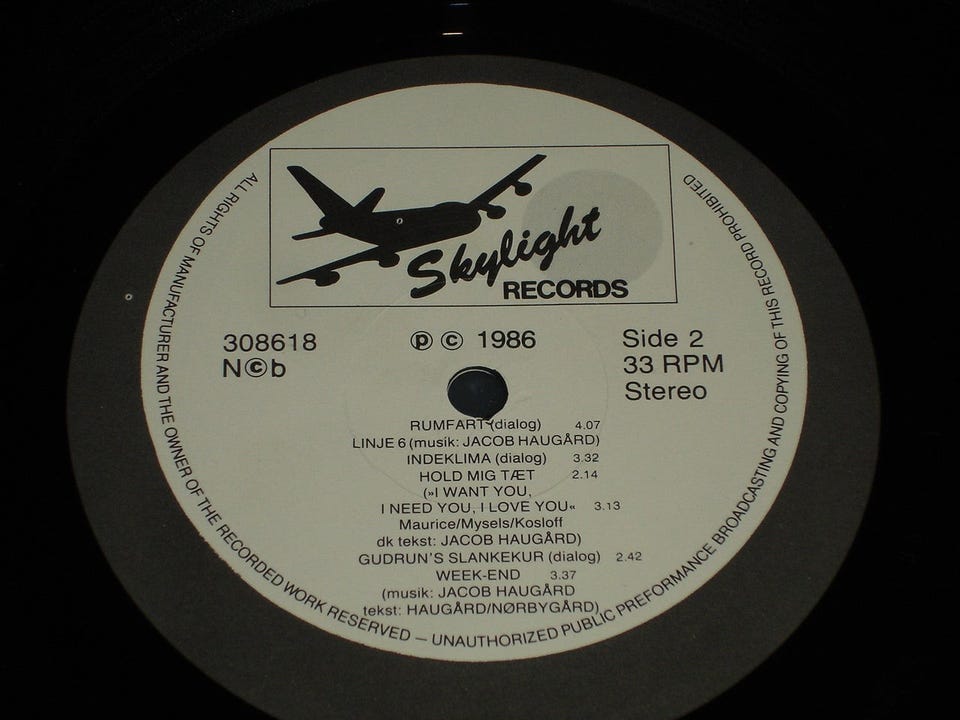 Skylight
RECORDS
308618 ℗ © 1986 Side 2
N©b 33 RPM
Stereo
RUMFART (dialog) 4.07
LINJE 6 (musik: JACOB HAUGÅRD)
INDEKLIMA (dialog) 3.32
HOLD MIG TÆT 2.14
(»I WANT YOU,
I NEED YOU, I LOVE YOU« 3.13
Maurice/Mysels/Kosloff
dk tekst: JACOB HAUGÅRD)
GUDRUN'S SLANKEKUR (dialog) 2.42
WEEK-END 3.37
(musik: JACOB HAUGÅRD
tekst: HAUGÅRD/NØRBYGÅRD)
ALL RIGHTS OF MANUFACTURER AND THE OWNER OF THE RECORDED WORK RESERVED — UNAUTHORIZED PUBLIC PREFORMANCE BROADCASTING AND COPYING OF THIS RECORD PROHIBITED